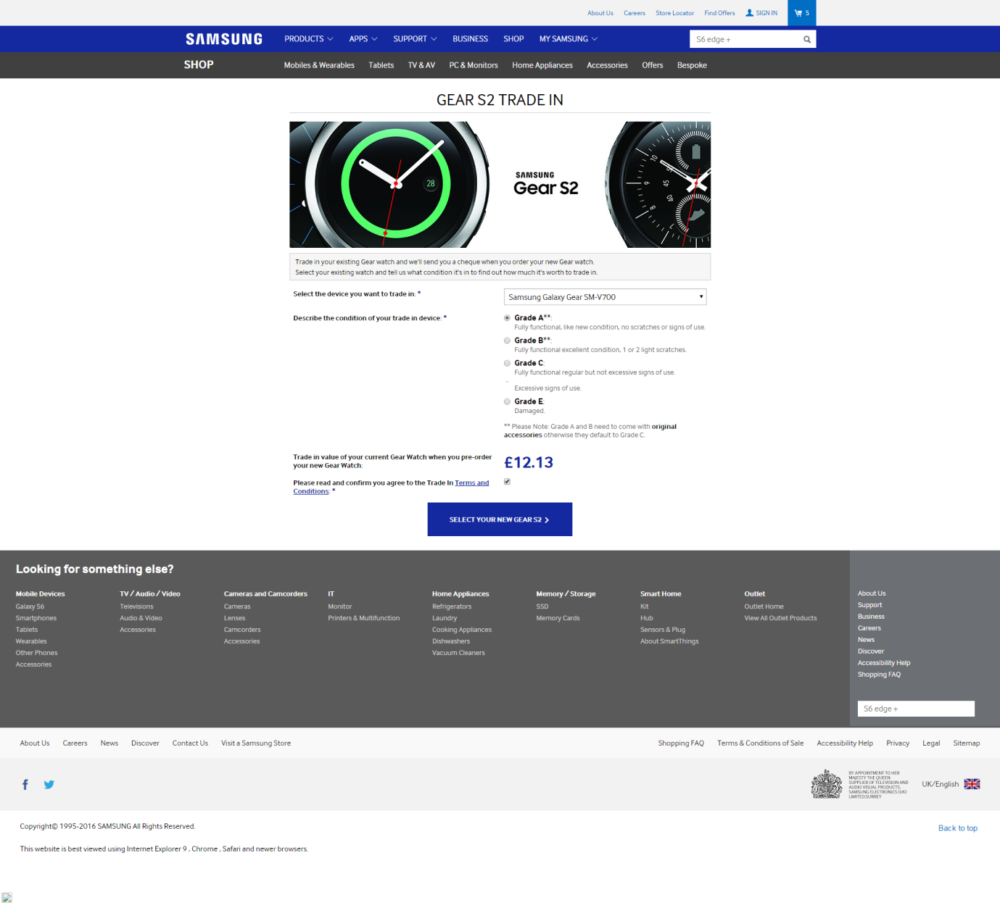 About Us Careers Store Locator Find Offers SIGN IN 5
SAMSUNG PRODUCTS APPS SUPPORT BUSINESS SHOP MY SAMSUNG S6 edge +
SHOP Mobiles & Wearables Tablets TV & AV PC & Monitors Home Appliances Accessories Offers Bespoke
GEAR S2 TRADE IN
28
SAMSUNG
Gear S2
Trade in your existing Gear watch and we'll send you a cheque when you order your new Gear watch.
Select your existing watch and tell us what condition it's in to find out how much it's worth to trade in.
Select the device you want to trade in: * Samsung Galaxy Gear SM-V700
Describe the condition of your trade in device: * Grade A**:
Fully functional, like new condition, no scratches or signs of use.
Grade B**:
Fully functional excellent condition, 1 or 2 light scratches.
Grade C:
Fully functional regular but not excessive signs of use.
Excessive signs of use.
Grade E:
Damaged.
** Please Note: Grade A and B need to come with original
accessories otherwise they default to Grade C.
Trade in value of your current Gear Watch when you pre-order
your new Gear Watch:
£12.13
Please read and confirm you agree to the Trade In Terms and
Conditions: *
SELECT YOUR NEW GEAR S2
Looking for something else?
Mobile Devices
Galaxy S6
Smartphones
Tablets
Wearables
Other Phones
Accessories
TV / Audio / Video
Televisions
Audio & Video
Accessories
Cameras and Camcorders
Cameras
Lenses
Camcorders
Accessories
IT
Monitor
Printers & Multifunction
Home Appliances
Refrigerators
Laundry
Cooking Appliances
Dishwashers
Vacuum Cleaners
Memory / Storage
SSD
Memory Cards
Smart Home
Kit
Hub
Sensors & Plug
About SmartThings
Outlet
Outlet Home
View All Outlet Products
About Us
Support
Business
Careers
News
Discover
Accessibility Help
Shopping FAQ
S6 edge +
About Us Careers News Discover Contact Us Visit a Samsung Store Shopping FAQ Terms & Conditions of Sale Accessibility Help Privacy Legal Sitemap
BY APPOINTMENT TO HER
MAJESTY THE QUEEN
SUPPLIER OF TELEVISION AND
AUDIO VISUAL PRODUCTS,
SAMSUNG ELECTRONICS (UK)
LIMITED,SURREY
UK/English
Copyright© 1995-2016 SAMSUNG All Rights Reserved.
Back to top
This website is best viewed using Internet Explorer 9 , Chrome , Safari and newer browsers.